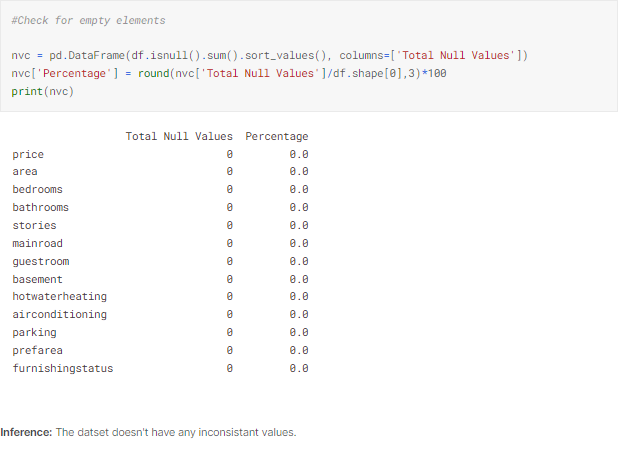 #Check for empty elements
nvc = pd.DataFrame(df.isnull().sum().sort_values(), columns=['Total Null Values'])
nvc['Percentage'] = round(nvc['Total Null Values']/df.shape[0],3)*100
print(nvc)
Total Null Values Percentage
price 0 0.0
area 0 0.0
bedrooms 0 0.0
bathrooms 0 0.0
stories 0 0.0
mainroad 0 0.0
guestroom 0 0.0
basement 0 0.0
hotwaterheating 0 0.0
airconditioning 0 0.0
parking 0 0.0
prefarea 0 0.0
furnishingstatus 0 0.0
Inference: The datset doesn't have any inconsistant values.